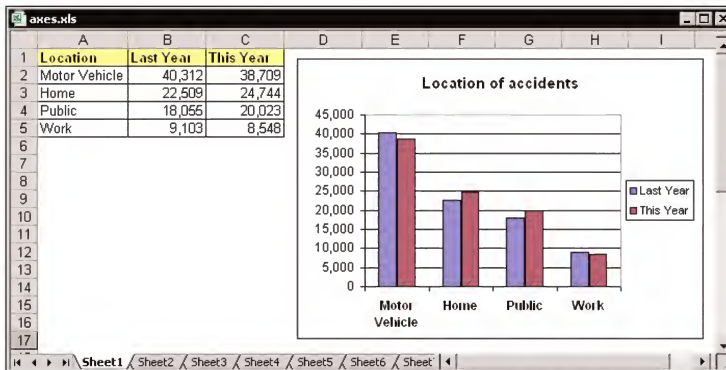 axes.xls
A B C D E F G H I
1 Location Last Year This Year
2 Motor Vehicle 40,312 38,709
3 Home 22,509 24,744
4 Public 18,055 20,023
5 Work 9,103 8,548
6
7
8
9
10
11
12
13
14
15
16
17
Location of accidents
45,000
40,000
35,000
30,000
25,000
20,000
15,000
10,000
5,000
0
Motor Vehicle Home Public Work
Last Year
This Year
Sheet1 Sheet2 Sheet3 Sheet4 Sheet5 Sheet6 Sheet